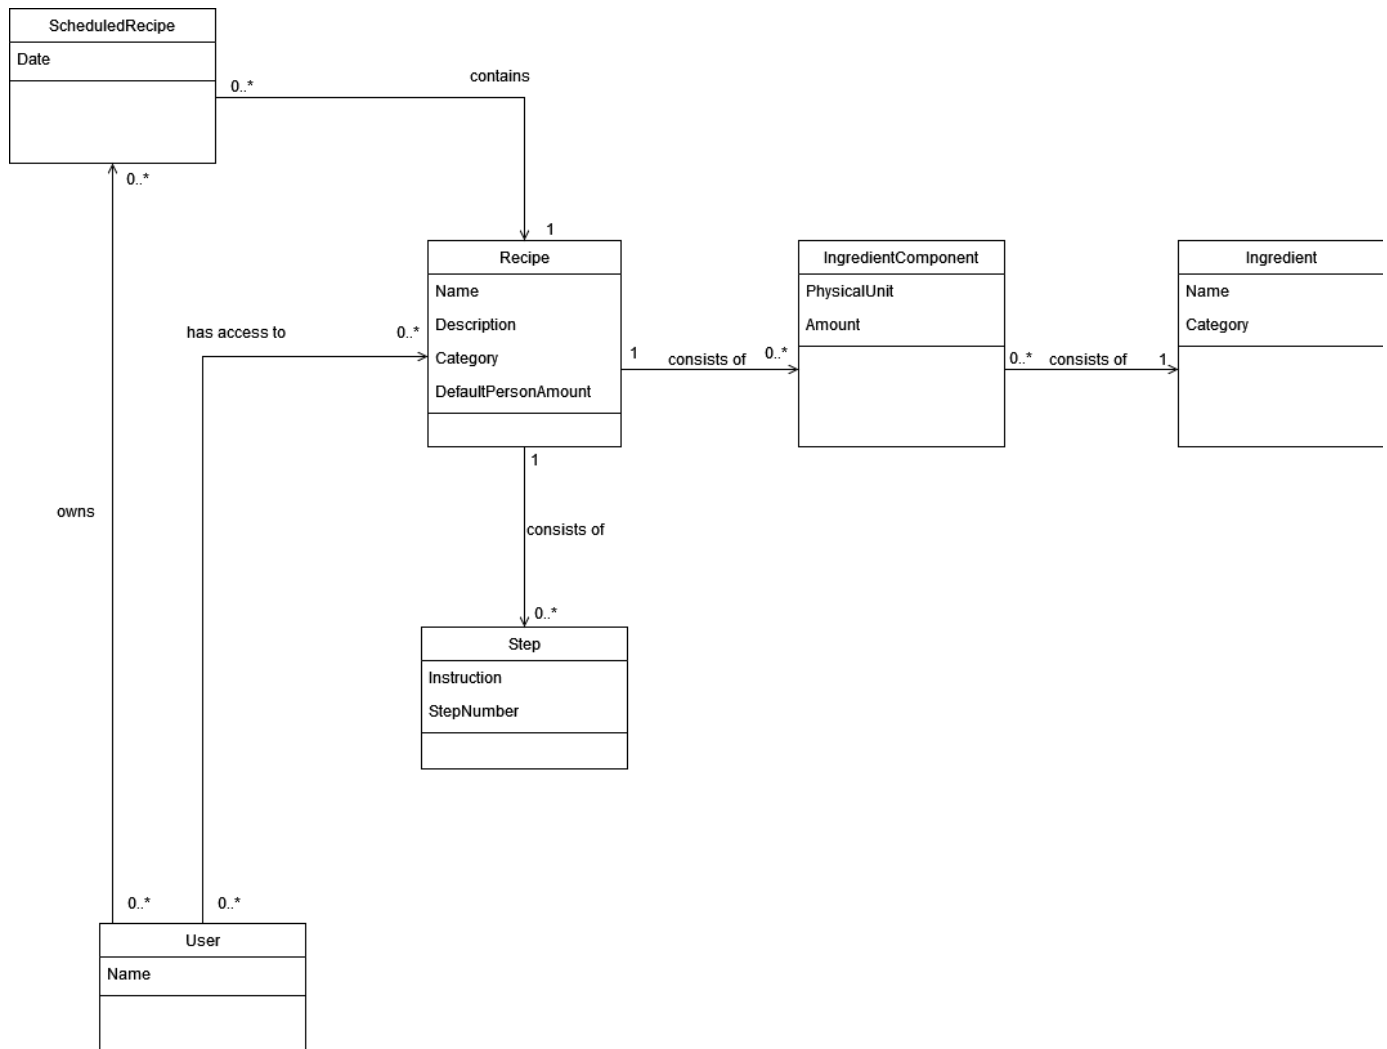 ScheduledRecipe
Date
0..*
contains
0..*
1
Recipe
Name
Description
Category
DefaultPersonAmount
IngredientComponent
PhysicalUnit
Amount
Ingredient
Name
Category
has access to
0..*
1
consists of
0..*
0..*
consists of
1
1
owns
consists of
0..*
Step
Instruction
StepNumber
0..*
0..*
User
Name